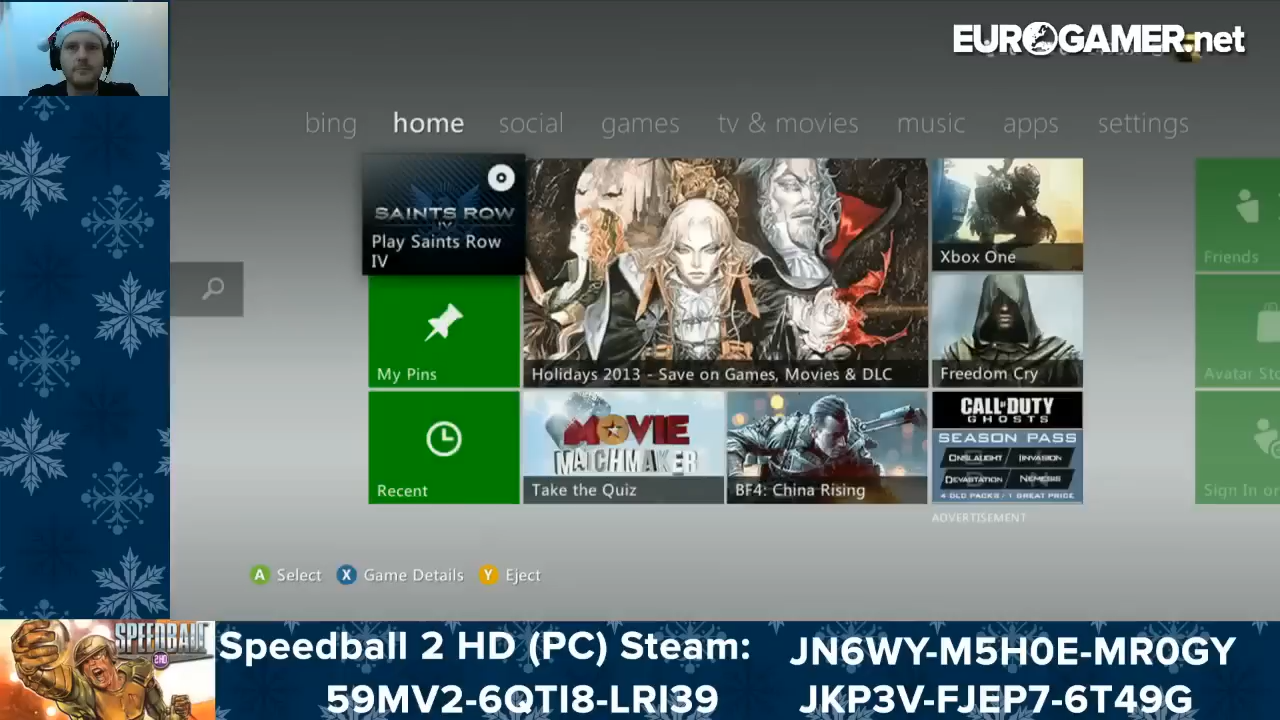 EUROGAMER.net
bing home social games tv & movies music apps settings
SAINTS ROW
IV
Play Saints Row
IV
My Pins
Recent
Holidays 2013 - Save on Games, Movies & DLC
MOVIE
MATCHMAKER
Take the Quiz
BF4: China Rising
Xbox One
Freedom Cry
CALL OF DUTY
GHOSTS
SEASON PASS
ONSLAUGHT INVASION
DEVASTATION NEMESIS
4 DLC PACKS / 1 GREAT PRICE
ADVERTISEMENT
Friends
Avatar Sto
Sign In or
A Select X Game Details Y Eject
SPEEDBALL
2HD
Speedball 2 HD (PC) Steam:
JN6WY-M5H0E-MR0GY
59MV2-6QTI8-LRI39
JKP3V-FJEP7-6T49G